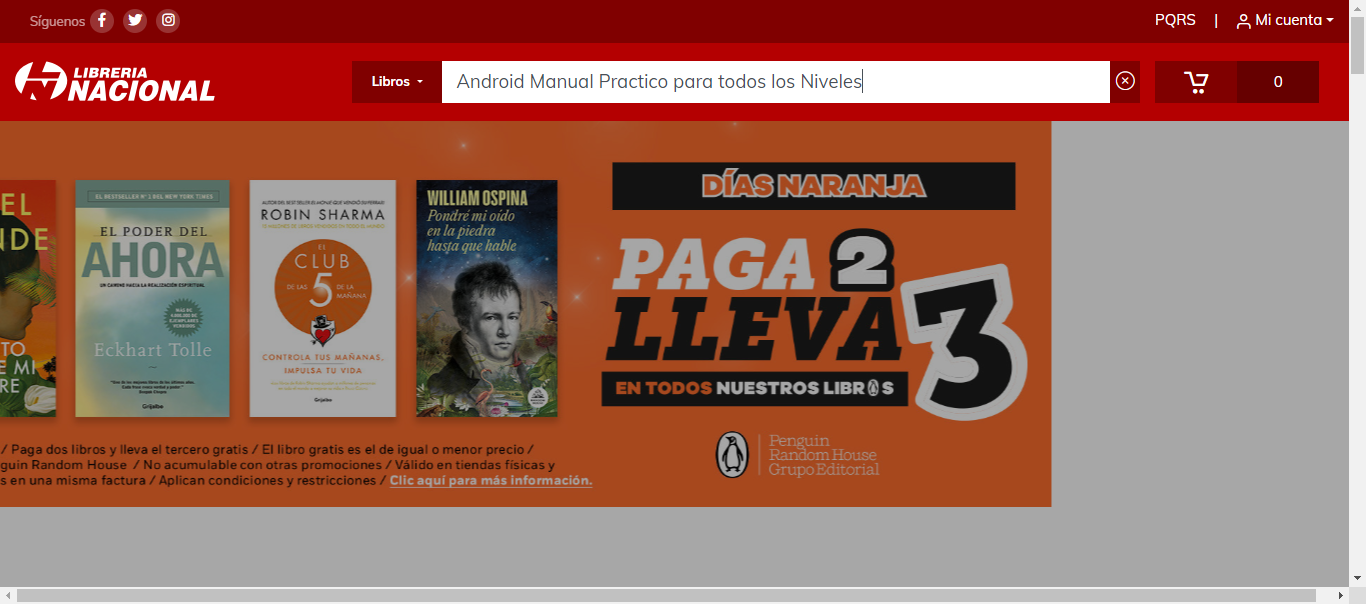 Síguenos
PQRS | Mi cuenta
LIBRERIA
NACIONAL
Libros
Android Manual Practico para todos los Niveles
0
EL
NDE
TO
E MI
RE
EL BESTSELLER Nº 1 DEL NEW YORK TIMES
EL PODER DEL
AHORA
UN CAMINO HACIA LA REALIZACIÓN ESPIRITUAL
Eckhart Tolle
Grijalbo
ROBIN SHARMA
EL
CLUB
DE LAS 5 DE LA MAÑANA
CONTROLA TUS MAÑANAS,
IMPULSA TU VIDA
Grijalbo
WILLIAM OSPINA
Pondré mi oído
en la piedra
hasta que hable
DÍAS NARANJA
PAGA 2
LLEVA 3
EN TODOS NUESTROS LIBROS
Penguin
Random House
Grupo Editorial
/ Paga dos libros y lleva el tercero gratis / El libro gratis es el de igual o menor precio /
guin Random House / No acumulable con otras promociones / Válido en tiendas físicas y
s en una misma factura / Aplican condiciones y restricciones / Clic aquí para más información.